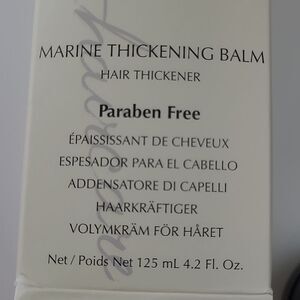 haircare
MARINE THICKENING BALM
HAIR THICKENER
Paraben Free
ÉPAISSISSANT DE CHEVEUX
ESPESADOR PARA EL CABELLO
ADDENSATORE DI CAPELLI
HAARKRÄFTIGER
VOLYMKRÄM FÖR HÅRET
Net / Poids Net 125 mL 4.2 Fl. Oz.